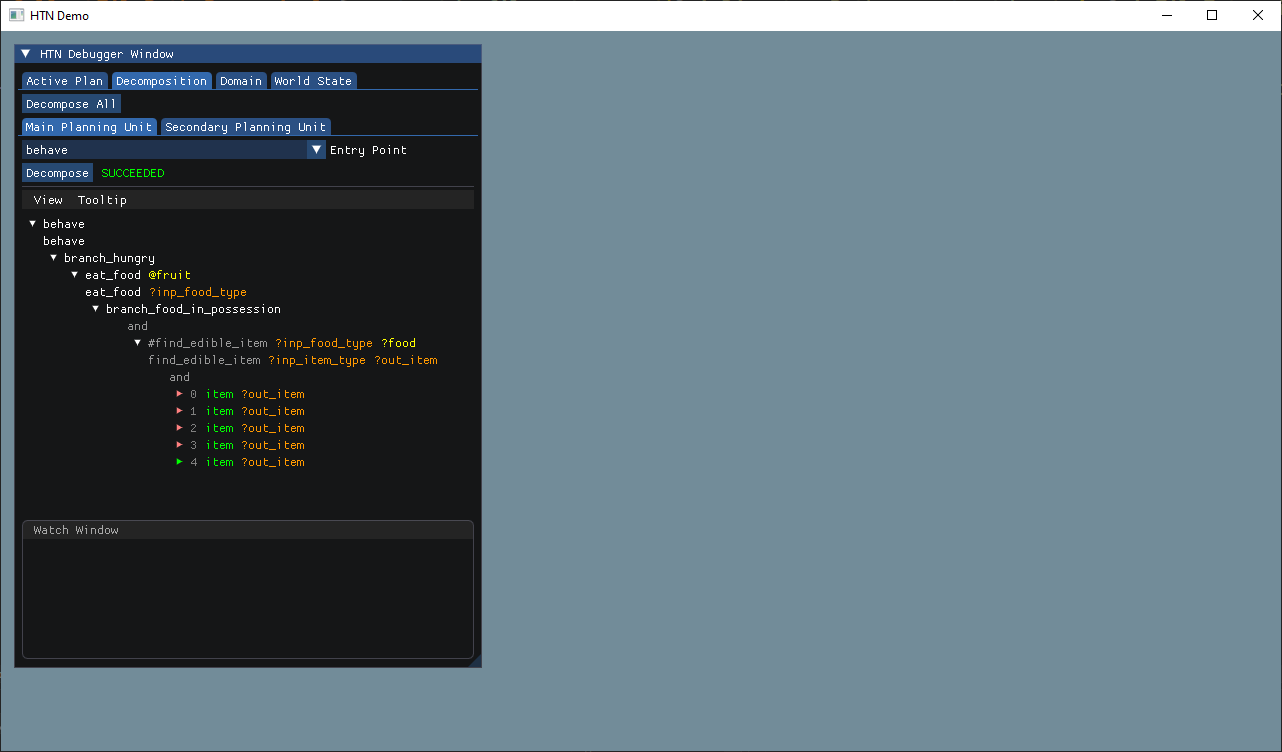 HTN Demo
HTN Debugger Window
Active Plan Decomposition Domain World State
Decompose All
Main Planning Unit Secondary Planning Unit
behave Entry Point
Decompose SUCCEEDED
View Tooltip
behave
behave
branch_hungry
eat_food @fruit
eat_food ?inp_food_type
branch_food_in_possession
and
#find_edible_item ?inp_food_type ?food
find_edible_item ?inp_item_type ?out_item
and
0 item ?out_item
1 item ?out_item
2 item ?out_item
3 item ?out_item
4 item ?out_item
Watch Window